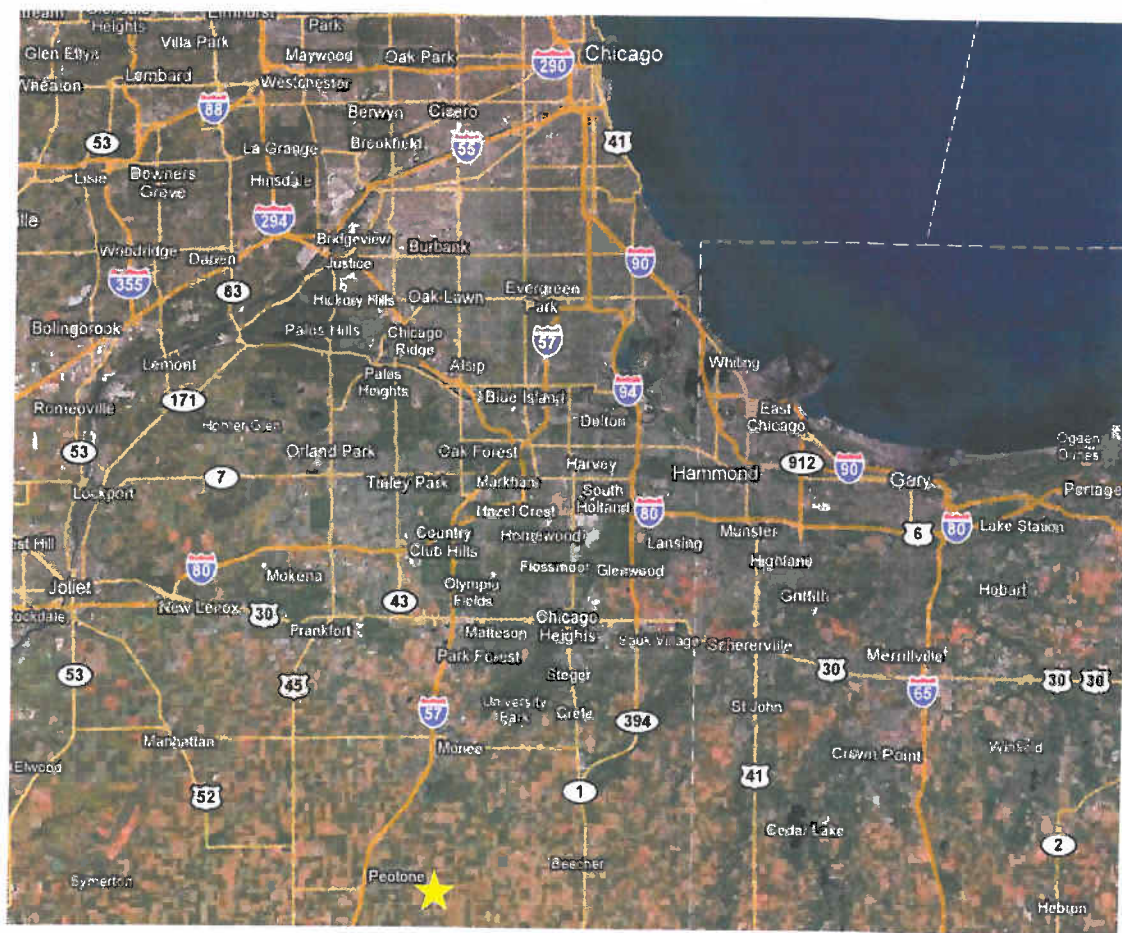 Heights
Elmhurst
Park
Glen Ellyn
Villa Park
Maywood
Oak Park
290
Chicago
Wheaton
Lombard
Westchester
88
Berwyn
Cicero
53
La Grange
Brookfield
55
41
Lisle
Downers
Grove
Hinsdale
294
Woodridge
Darien
Bridgeview
Justice
Burbank
90
355
83
Hickory Hills
Oak Lawn
Evergreen
Park
Bolingbrook
Palos Hills
Chicago
Ridge
57
Lemont
Palos
Heights
Alsip
Whiting
171
Blue Island
94
Romeoville
Homer Glen
Dolton
East
Chicago
53
Orland Park
Oak Forest
Harvey
Hammond
912
90
Ogden
Dunes
Lockport
7
Tinley Park
Markham
South
Holland
Gary
Portage
Hazel Crest
80
Munster
6
80
Lake Station
est Hill
Country
Club Hills
Homewood
Lansing
Highland
80
Mokena
Flossmoor
Glenwood
Joliet
Olympia
Fields
Griffith
Hobart
Rockdale
New Lenox
30
43
Chicago
Heights
Frankfort
Matteson
Sauk Village
Schererville
Merrillville
53
Park Forest
Steger
30
30
30
45
57
University
Park
Crete
394
St John
65
Manhattan
Monee
Crown Point
Winfield
Elwood
52
1
41
Cedar Lake
2
Symerton
Peotone
Beecher
Hebron